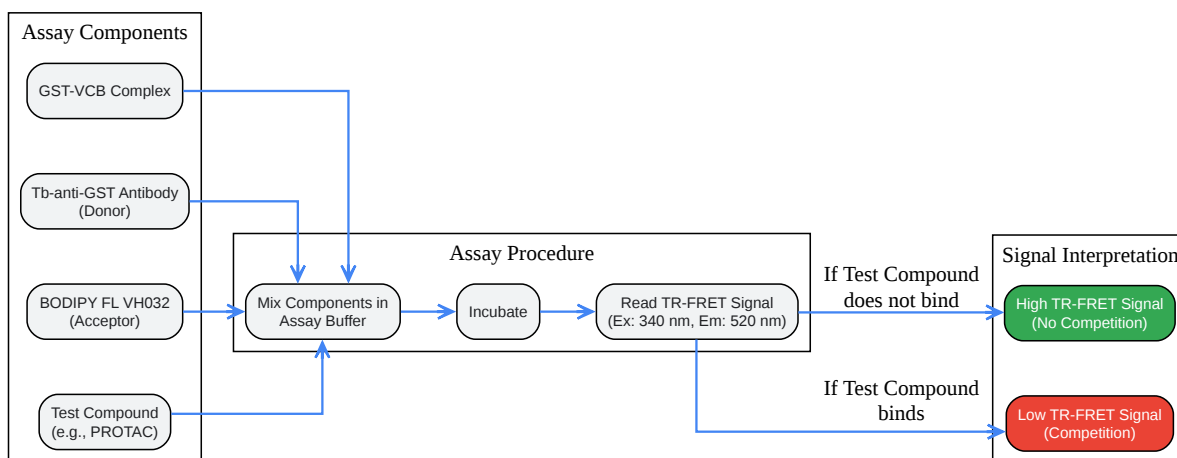 Assay Components
GST-VCB Complex
Tb-anti-GST Antibody
(Donor)
BODIPY FL VH032
(Acceptor)
Test Compound
(e.g., PROTAC)
Assay Procedure
Mix Components in
Assay Buffer
Incubate
Read TR-FRET Signal
(Ex: 340 nm, Em: 520 nm)
If Test Compound
does not bind
If Test Compound
binds
Signal Interpretation
High TR-FRET Signal
(No Competition)
Low TR-FRET Signal
(Competition)